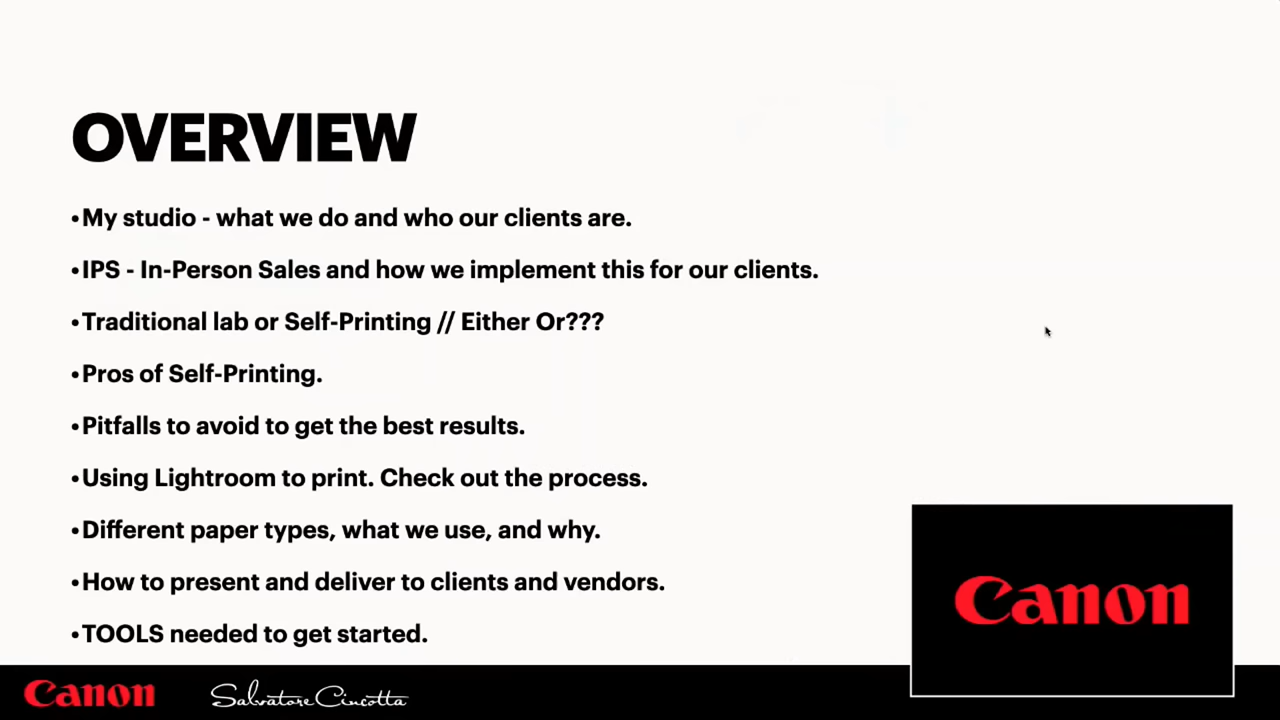 OVERVIEW
•My studio - what we do and who our clients are.
•IPS - In-Person Sales and how we implement this for our clients.
•Traditional lab or Self-Printing // Either Or???
•Pros of Self-Printing.
•Pitfalls to avoid to get the best results.
•Using Lightroom to print. Check out the process.
•Different paper types, what we use, and why.
•How to present and deliver to clients and vendors.
•TOOLS needed to get started.
Canon
Canon
Salvatore Cincotta